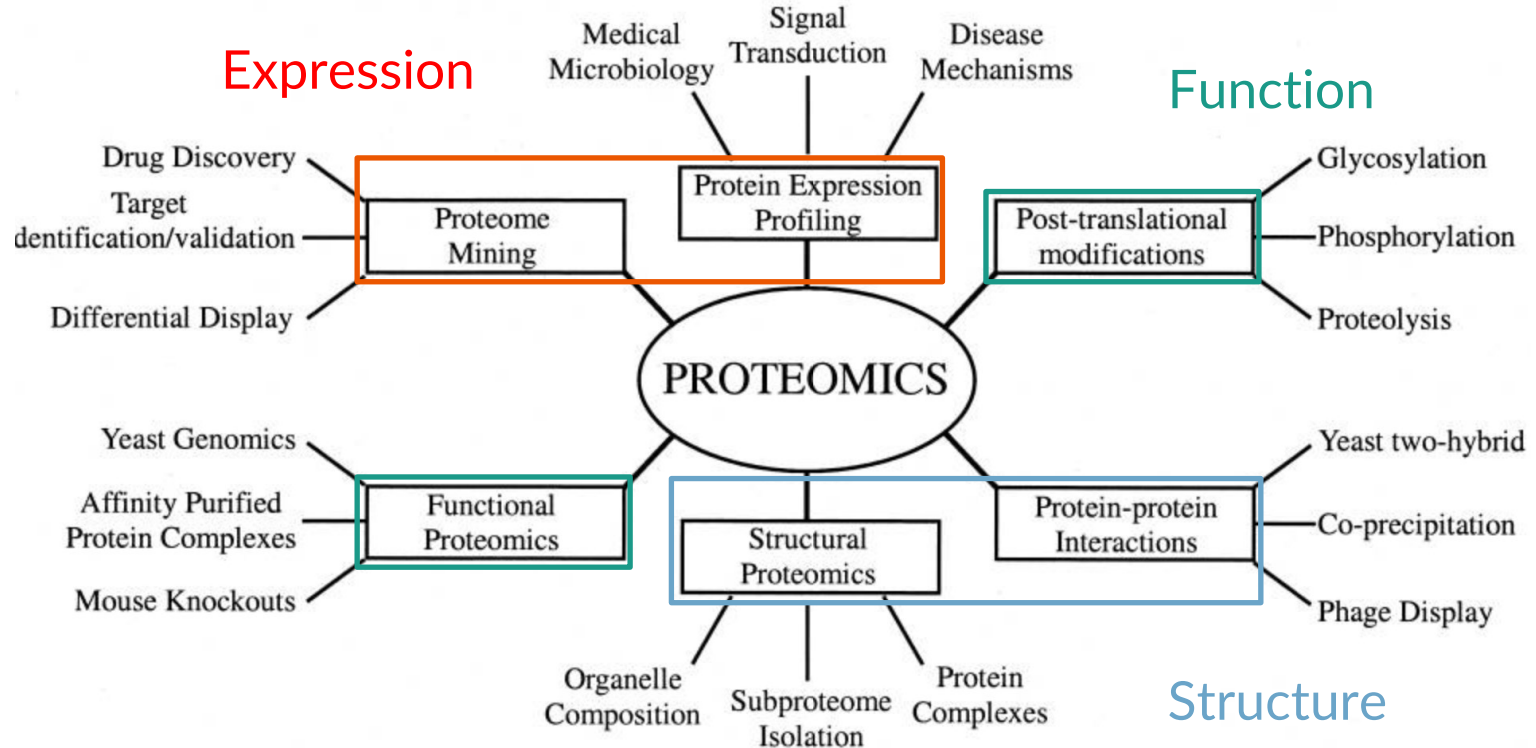 Expression
Medical
Microbiology
Signal
Transduction
Disease
Mechanisms
Function
Drug Discovery
Target
dentification/validation
Differential Display
Proteome
Mining
Protein Expression
Profiling
Post-translational
modifications
Glycosylation
Phosphorylation
Proteolysis
PROTEOMICS
Yeast Genomics
Affinity Purified
Protein Complexes
Mouse Knockouts
Functional
Proteomics
Structural
Proteomics
Protein-protein
Interactions
Yeast two-hybrid
Co-precipitation
Phage Display
Organelle
Composition
Subproteome
Isolation
Protein
Complexes
Structure